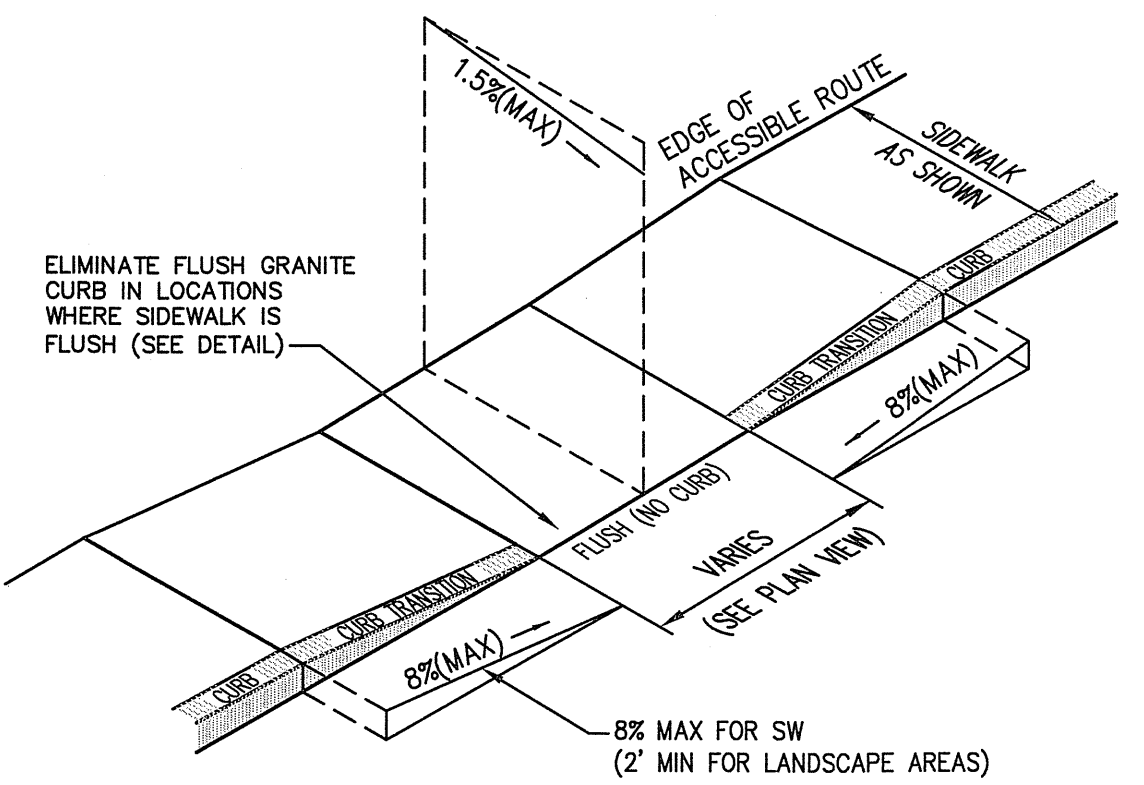 1.5%(MAX)
EDGE OF
ACCESSIBLE ROUTE
SIDEWALK
AS SHOWN
ELIMINATE FLUSH GRANITE
CURB IN LOCATIONS
WHERE SIDEWALK IS
FLUSH (SEE DETAIL)
CURB
CURB TRANSITION
8%(MAX)
FLUSH (NO CURB)
VARIES
(SEE PLAN VIEW)
CURB TRANSITION
CURB
8%(MAX)
8% MAX FOR SW
(2' MIN FOR LANDSCAPE AREAS)